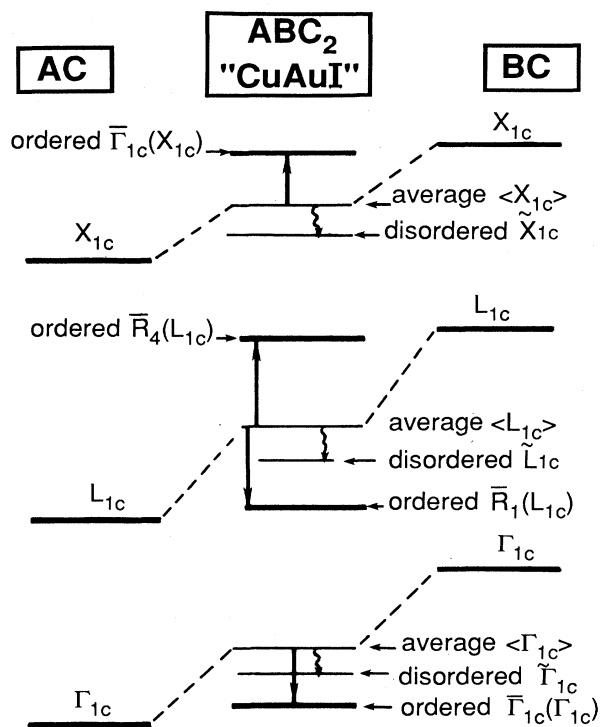 AC
ABC₂
"CuAuI"
BC
ordered Γ̅₁c(X₁c)
X₁c
average <X₁c>
disordered X̃₁c
X₁c
ordered R̅₄(L₁c)
L₁c
average <L₁c>
disordered L̃₁c
L₁c
ordered R̅₁(L₁c)
Γ₁c
average <Γ₁c>
disordered Γ̃₁c
Γ₁c
ordered Γ̅₁c(Γ₁c)